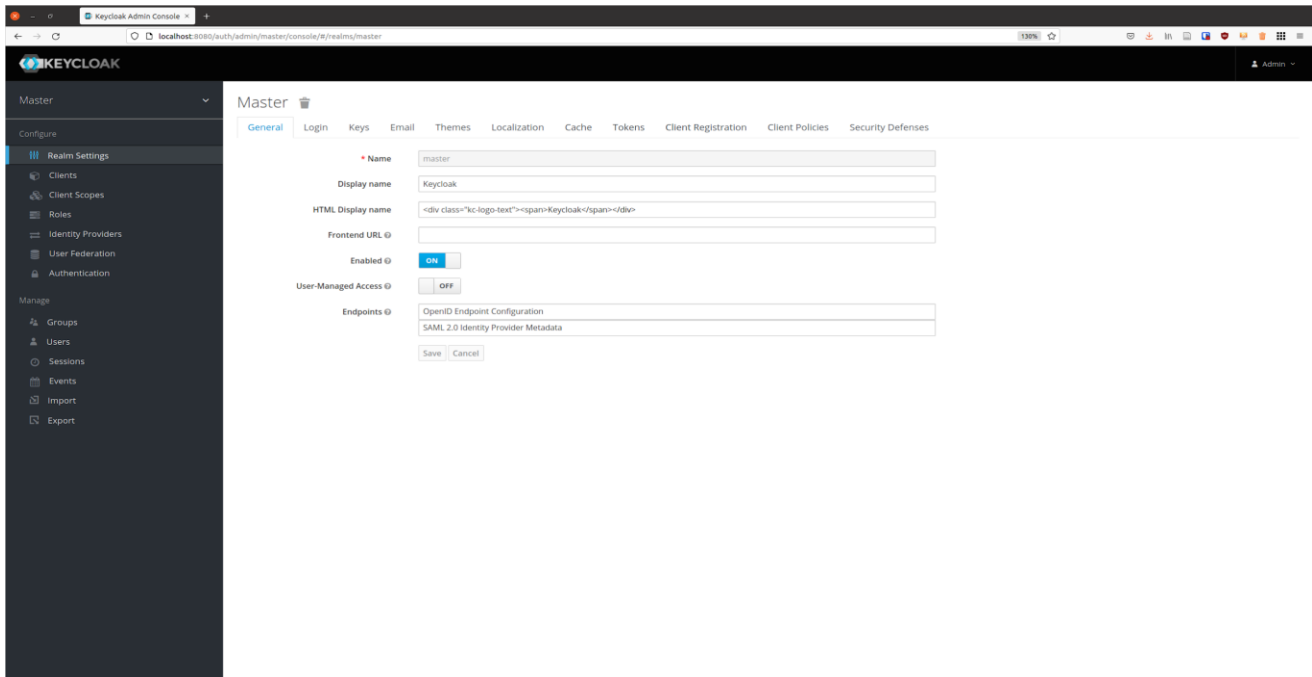 Keycloak Admin Console
localhost:8080/auth/admin/master/console/#/realms/master
130%
KEYCLOAK
Admin
Master
Configure
Realm Settings
Clients
Client Scopes
Roles
Identity Providers
User Federation
Authentication
Manage
Groups
Users
Sessions
Events
Import
Export
Master
General Login Keys Email Themes Localization Cache Tokens Client Registration Client Policies Security Defenses
* Name master
Display name Keycloak
HTML Display name <div class="kc-logo-text"><span>Keycloak</span></div>
Frontend URL
Enabled ON
User-Managed Access OFF
Endpoints OpenID Endpoint Configuration
SAML 2.0 Identity Provider Metadata
Save Cancel